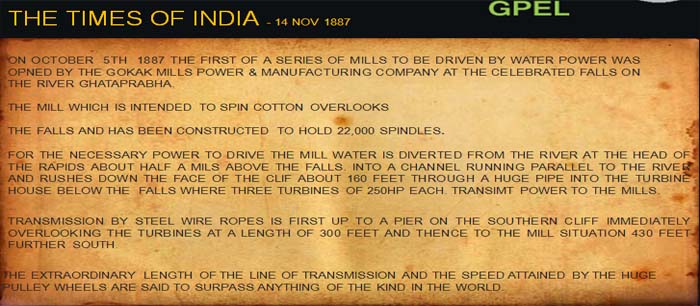 THE TIMES OF INDIA - 14 NOV 1887
GPEL
ON OCTOBER 5TH 1887 THE FIRST OF A SERIES OF MILLS TO BE DRIVEN BY WATER POWER WAS
OPNED BY THE GOKAK MILLS POWER & MANUFACTURING COMPANY AT THE CELEBRATED FALLS ON
THE RIVER GHATAPRABHA.
THE MILL WHICH IS INTENDED TO SPIN COTTON OVERLOOKS
THE FALLS AND HAS BEEN CONSTRUCTED TO HOLD 22,000 SPINDLES.
FOR THE NECESSARY POWER TO DRIVE THE MILL WATER IS DIVERTED FROM THE RIVER AT THE HEAD OF
THE RAPIDS ABOUT HALF A MILS ABOVE THE FALLS. INTO A CHANNEL RUNNING PARALLEL TO THE RIVER
AND RUSHES DOWN THE FACE OF THE CLIF ABOUT 160 FEET THROUGH A HUGE PIPE INTO THE TURBINE
HOUSE BELOW THE FALLS WHERE THREE TURBINES OF 250HP EACH. TRANSIMT POWER TO THE MILLS.
TRANSMISSION BY STEEL WIRE ROPES IS FIRST UP TO A PIER ON THE SOUTHERN CLIFF IMMEDIATELY
OVERLOOKING THE TURBINES AT A LENGTH OF 300 FEET AND THENCE TO THE MILL SITUATION 430 FEET
FURTHER SOUTH.
THE EXTRAORDINARY LENGTH OF THE LINE OF TRANSMISSION AND THE SPEED ATTAINED BY THE HUGE
PULLEY WHEELS ARE SAID TO SURPASS ANYTHING OF THE KIND IN THE WORLD.